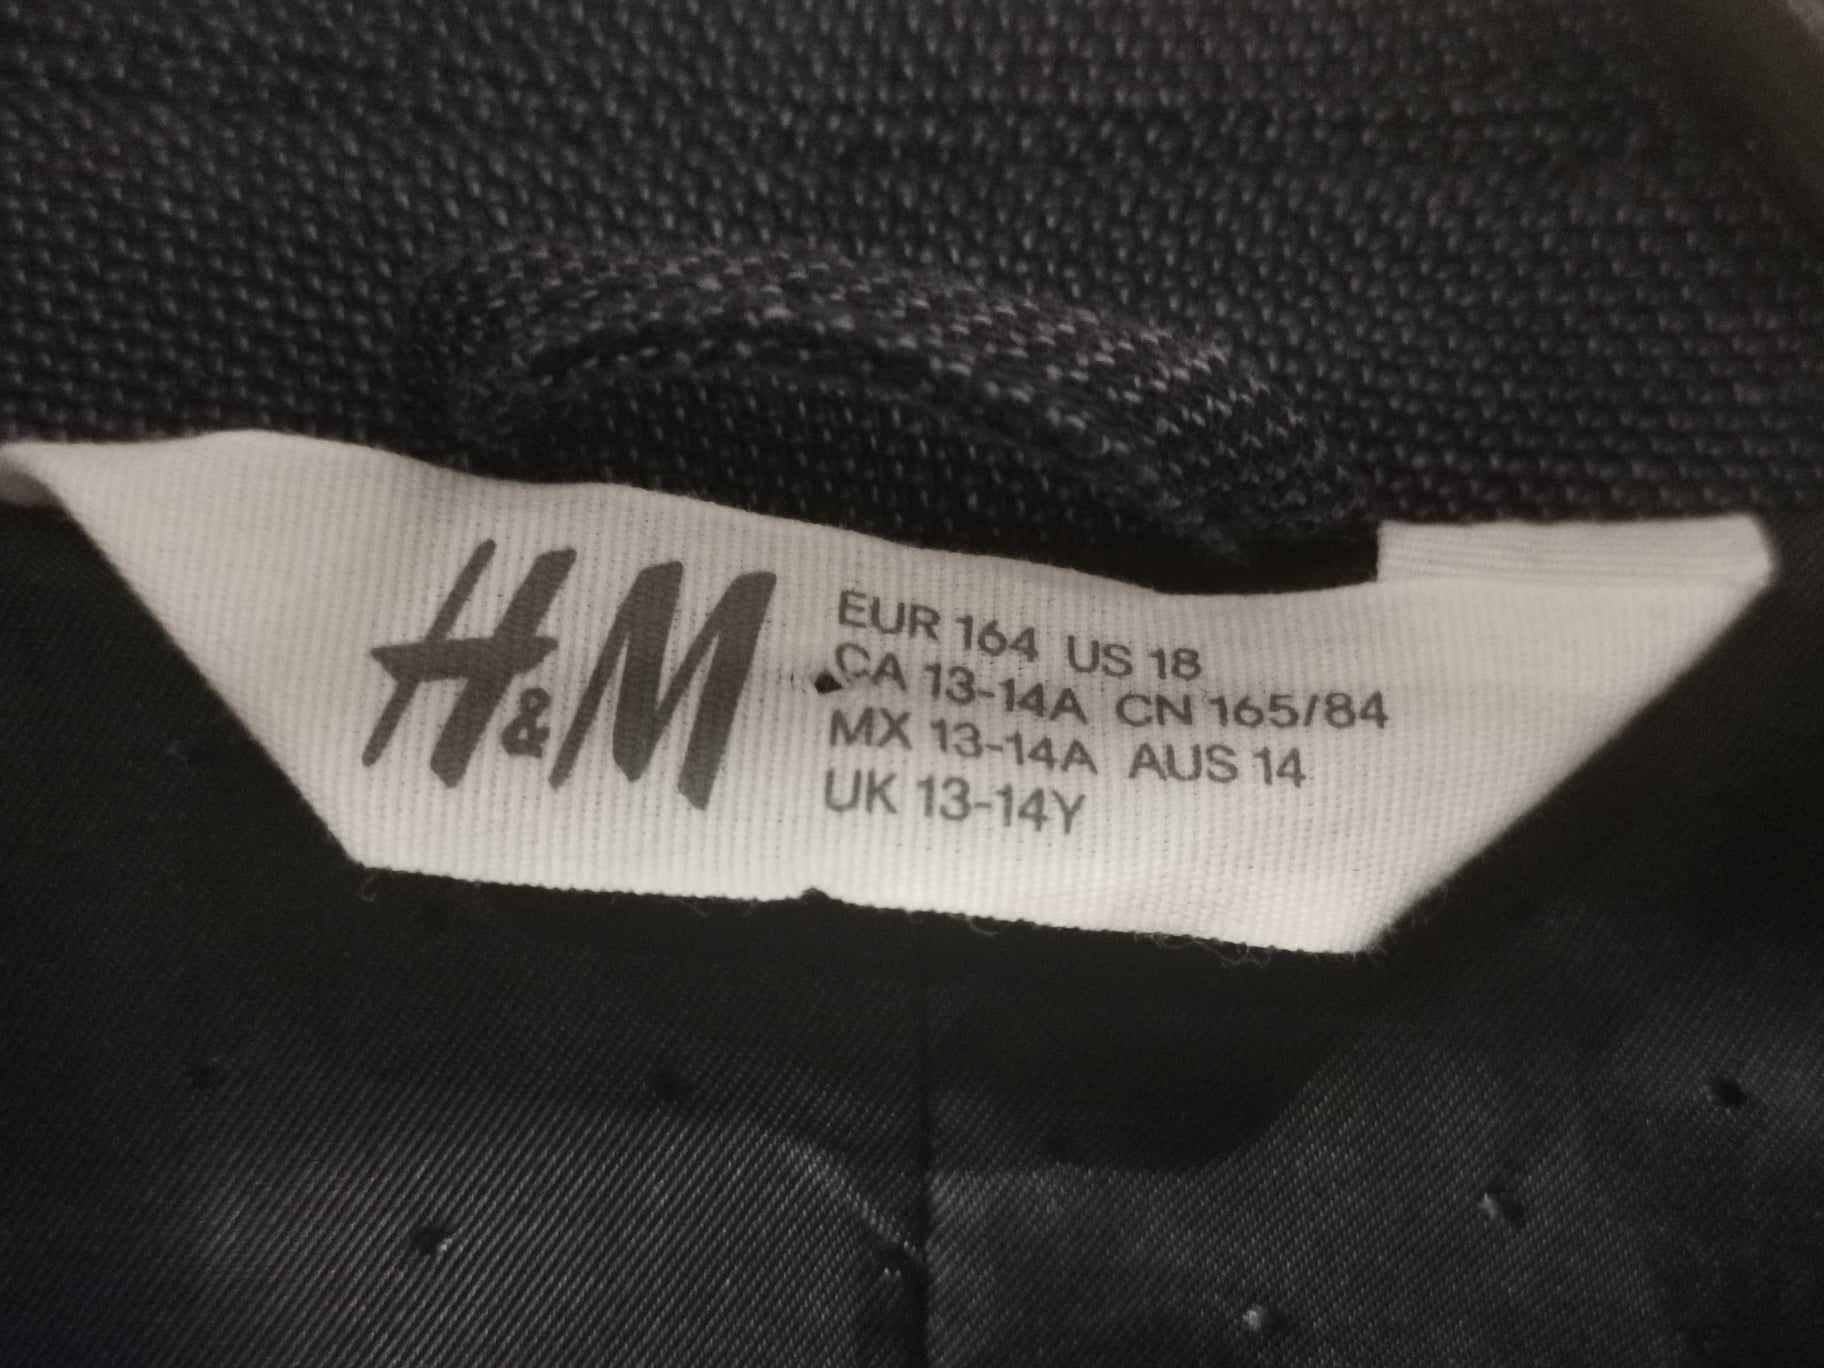 H&M
EUR 164 US 18
CA 13-14A CN 165/84
MX 13-14A AUS 14
UK 13-14Y